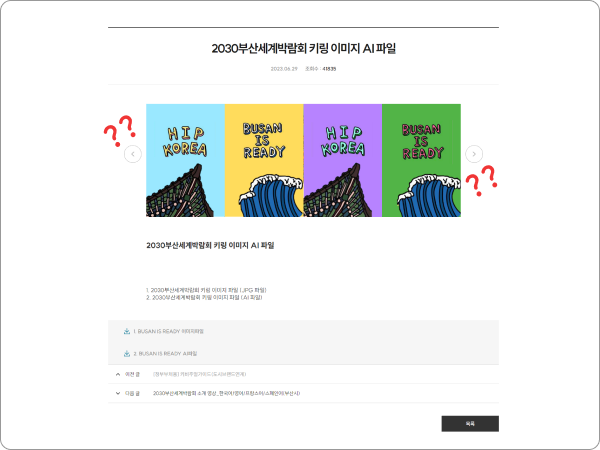 2030부산세계박람회 키링 이미지 AI 파일
2023.06.29 조회수 : 41935
??
HIP
KOREA
BUSAN
IS
READY
HIP
KOREA
BUSAN
IS
READY
??
2030부산세계박람회 키링 이미지 AI 파일
1. 2030부산세계박람회 키링 이미지 파일 (JPG 파일)
2. 2030부산세계박람회 키링 이미지 파일 (AI 파일)
1. BUSAN IS READY 이미지파일
2. BUSAN IS READY AI파일
이전 글
다음 글 2030부산세계박람회 소개 영상_한국어/영어/프랑스어/스페인어(부산시)
목록